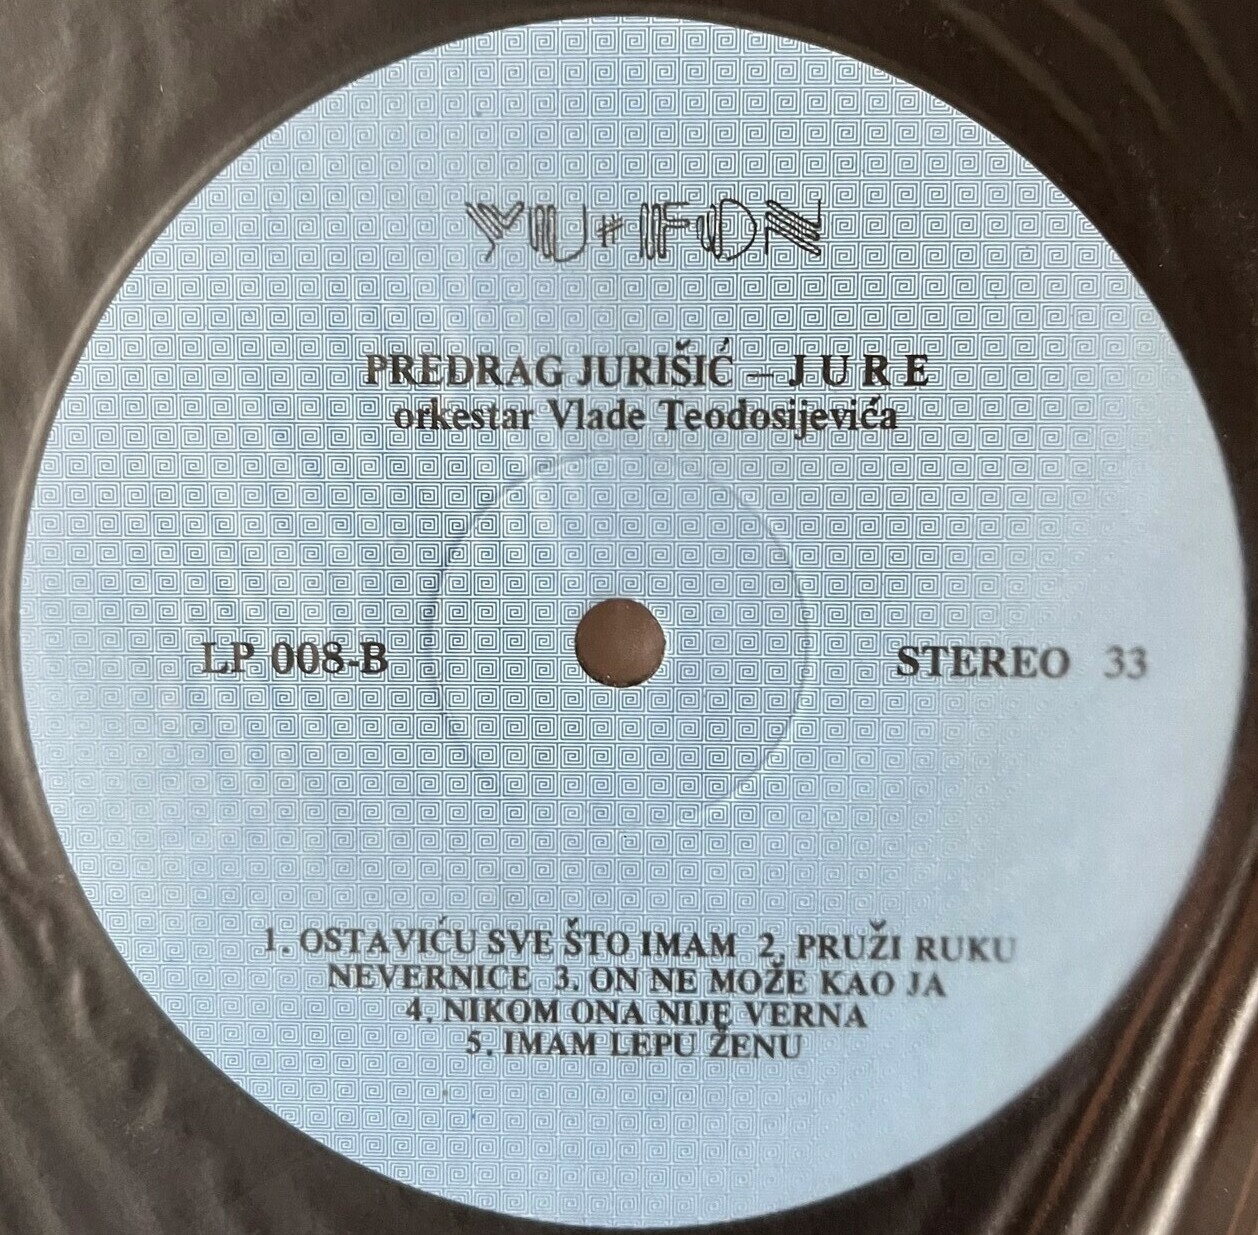 YU-FON
PREDRAG JURIŠIĆ – J U R E
orkestar Vlade Teodosijevića
LP 008-B
STEREO 33
1. OSTAVIĆU SVE ŠTO IMAM 2. PRUŽI RUKU
NEVERNICE 3. ON NE MOŽE KAO JA
4. NIKOM ONA NIJE VERNA
5. IMAM LEPU ŽENU